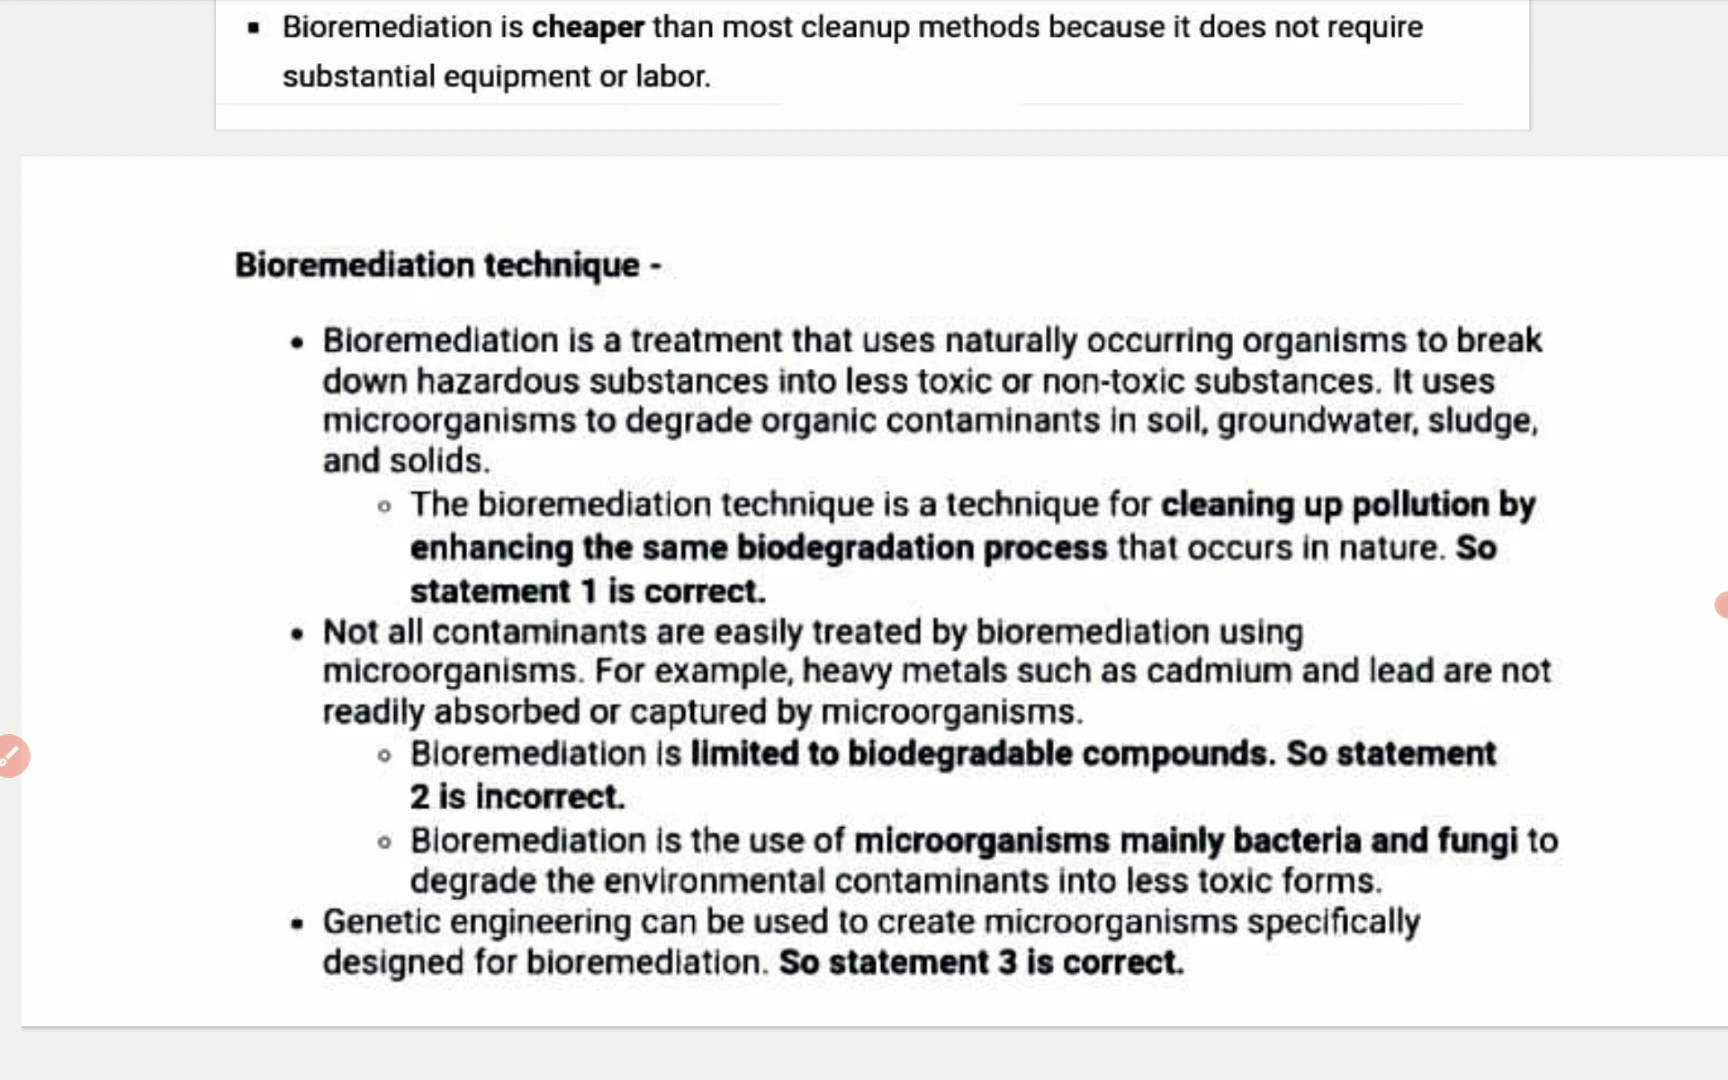 ▪ Bioremediation is cheaper than most cleanup methods because it does not require
substantial equipment or labor.
Bioremediation technique -
• Bioremediation is a treatment that uses naturally occurring organisms to break
down hazardous substances into less toxic or non-toxic substances. It uses
microorganisms to degrade organic contaminants in soil, groundwater, sludge,
and solids.
◦ The bioremediation technique is a technique for cleaning up pollution by
enhancing the same biodegradation process that occurs in nature. So
statement 1 is correct.
• Not all contaminants are easily treated by bioremediation using
microorganisms. For example, heavy metals such as cadmium and lead are not
readily absorbed or captured by microorganisms.
◦ Bioremediation is limited to biodegradable compounds. So statement
2 is incorrect.
◦ Bioremediation is the use of microorganisms mainly bacteria and fungi to
degrade the environmental contaminants into less toxic forms.
• Genetic engineering can be used to create microorganisms specifically
designed for bioremediation. So statement 3 is correct.